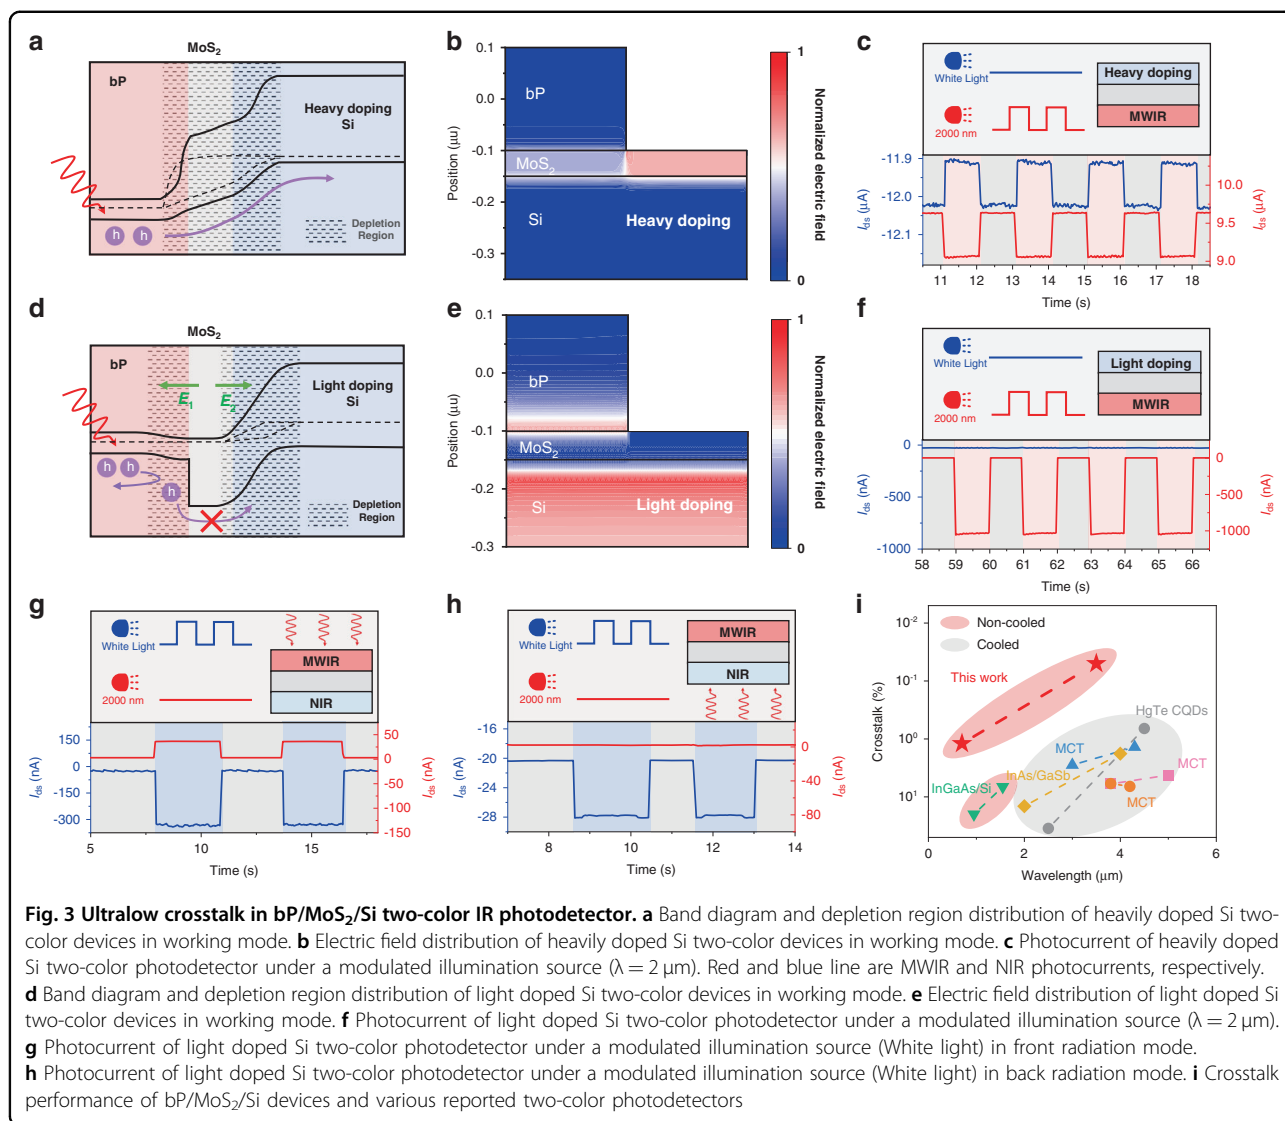 a
MoS₂
bP
Heavy doping
Si
h h
Depletion
Region
b
0.1
0.0
-0.1
-0.2
-0.3
Position (μu)
bP
MoS₂
Si
Heavy doping
1
Normalized electric field
0
c
White Light
2000 nm
Heavy doping
MWIR
-11.9
-12.0
-12.1
Ids (μA)
10.0
9.5
9.0
Ids (μA)
11 12 13 14 15 16 17 18
Time (s)
d
MoS₂
bP
E₁ E₂
Light doping
Si
h h
h
Depletion
Region
e
0.1
0.0
-0.1
-0.2
-0.3
Position (μu)
bP
MoS₂
Si
Light doping
1
Normalized electric field
0
f
White Light
2000 nm
Light doping
MWIR
0
-500
-1000
Ids (nA)
0
-500
-1000
Ids (nA)
58 59 60 61 62 63 64 65 66
Time (s)
g
White Light
2000 nm
MWIR
NIR
150
0
-150
-300
Ids (nA)
50
0
-50
-100
-150
Ids (nA)
5 10 15
Time (s)
h
White Light
2000 nm
MWIR
NIR
-16
-20
-24
-28
Ids (nA)
0
-40
-80
Ids (nA)
8 10 12 14
Time (s)
i
Non-cooled
Cooled
10⁻²
10⁻¹
10⁰
10¹
Crosstalk (%)
This work
HgTe CQDs
MCT
MCT
InAs/GaSb
InGaAs/Si
MCT
0 2 4 6
Wavelength (μm)
Fig. 3 Ultralow crosstalk in bP/MoS₂/Si two-color IR photodetector. a Band diagram and depletion region distribution of heavily doped Si two-
color devices in working mode. b Electric field distribution of heavily doped Si two-color devices in working mode. c Photocurrent of heavily doped
Si two-color photodetector under a modulated illumination source (λ = 2 μm). Red and blue line are MWIR and NIR photocurrents, respectively.
d Band diagram and depletion region distribution of light doped Si two-color devices in working mode. e Electric field distribution of light doped Si
two-color devices in working mode. f Photocurrent of light doped Si two-color photodetector under a modulated illumination source (λ = 2 μm).
g Photocurrent of light doped Si two-color photodetector under a modulated illumination source (White light) in front radiation mode.
h Photocurrent of light doped Si two-color photodetector under a modulated illumination source (White light) in back radiation mode. i Crosstalk
performance of bP/MoS₂/Si devices and various reported two-color photodetectors